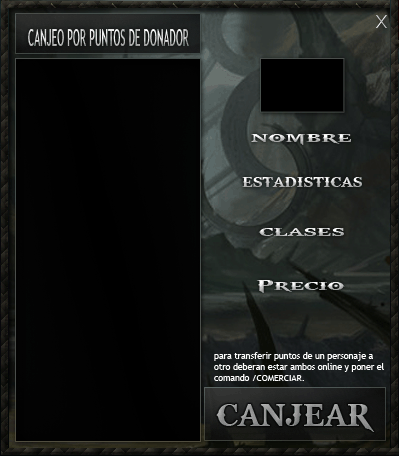 CANJEO POR PUNTOS DE DONADOR
X
NOMBRE
ESTADISTICAS
CLASES
PRECIO
para transferir puntos de un personaje a
otro deberan estar ambos online y poner el
comando /COMERCIAR.
CANJEAR